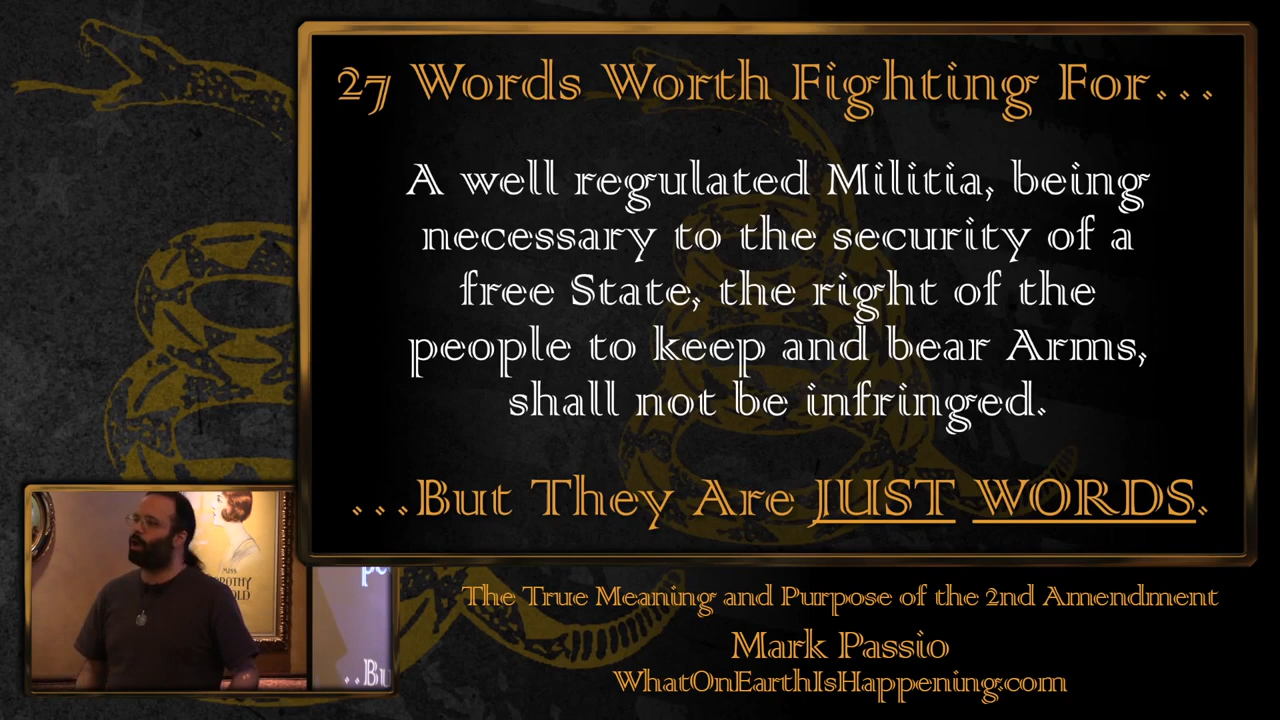 27 Words Worth Fighting For...
A well regulated Militia, being
necessary to the security of a
free State, the right of the
people to keep and bear Arms,
shall not be infringed.
...But They Are JUST WORDS.
MISS
The True Meaning and Purpose of the 2nd Amendment
Mark Passio
WhatOnEarthIsHappening.com